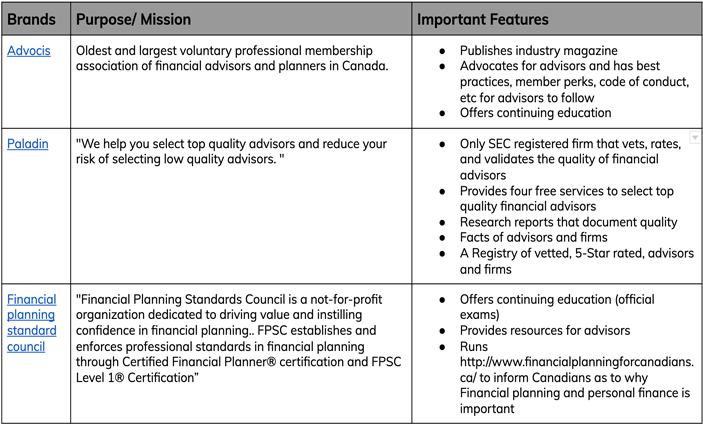 Brands
Purpose/ Mission
Important Features
Advocis
Oldest and largest voluntary professional membership
association of financial advisors and planners in Canada.
● Publishes industry magazine
● Advocates for advisors and has best
practices, member perks, code of conduct,
etc for advisors to follow
● Offers continuing education
Paladin
"We help you select top quality advisors and reduce your
risk of selecting low quality advisors. "
● Only SEC registered firm that vets, rates,
and validates the quality of financial
advisors
● Provides four free services to select top
quality financial advisors
● Research reports that document quality
● Facts of advisors and firms
● A Registry of vetted, 5-Star rated, advisors
and firms
Financial
planning
standard
council
"Financial Planning Standards Council is a not-for-profit
organization dedicated to driving value and instilling
confidence in financial planning.. FPSC establishes and
enforces professional standards in financial planning
through Certified Financial Planner® certification and FPSC
Level 1® Certification”
● Offers continuing education (official
exams)
● Provides resources for advisors
● Runs
http://www.financialplanningforcanadians.
ca/ to inform Canadians as to why
Financial planning and personal finance is
important